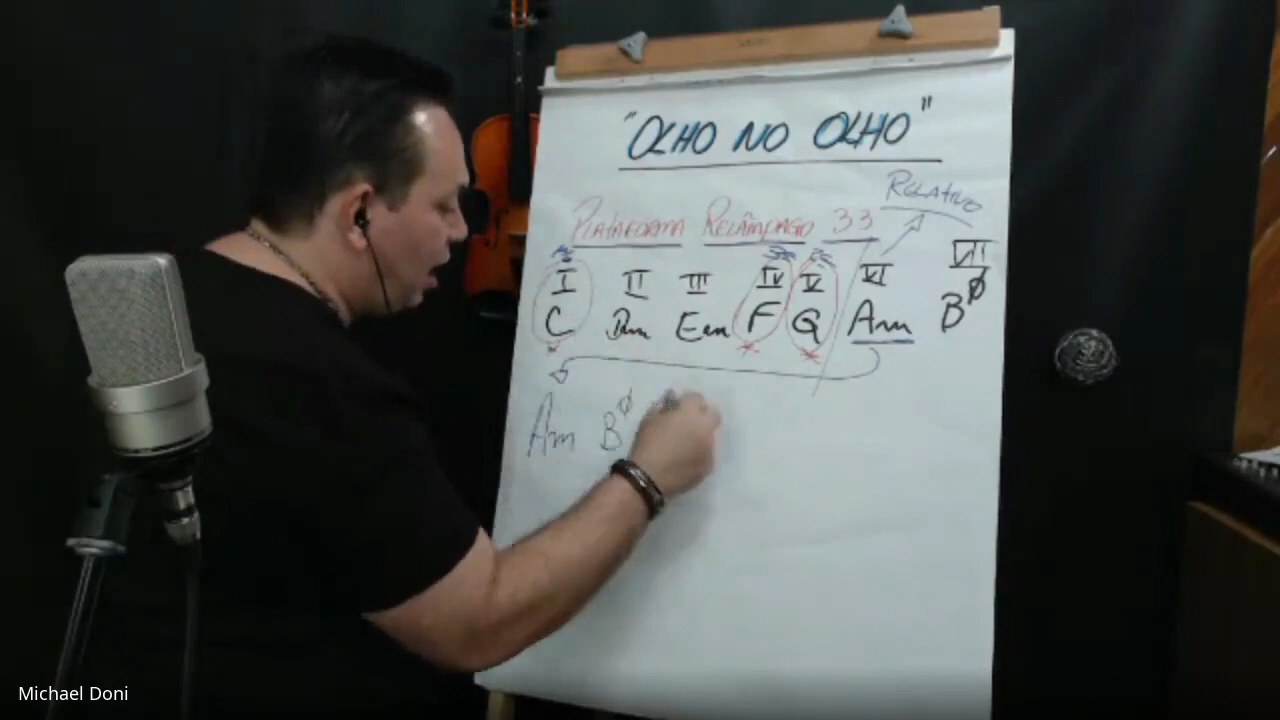 "OLHO NO OLHO"
RELATIVO
PLATAFORMA RELÂMPAGO 33
I II III IV V VI VII
C Dm Em F G Am BØ
Am BØ
Michael Doni